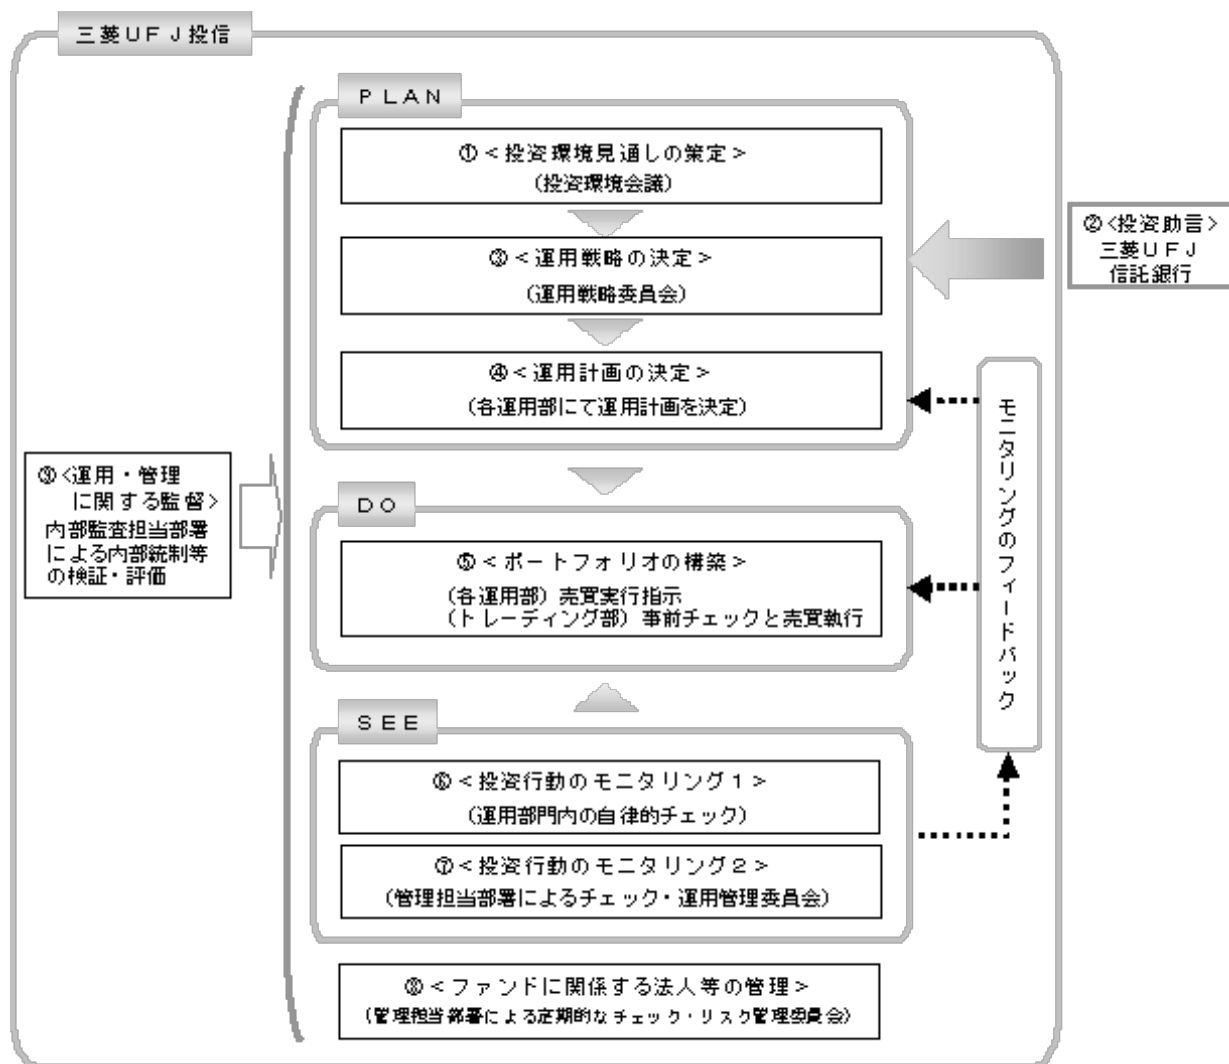 三菱ＵＦＪ投信
ＰＬＡＮ
①＜投資環境見通しの策定＞
（投資環境会議）
②＜投資助言＞
三菱ＵＦＪ
信託銀行
③＜運用戦略の決定＞
（運用戦略委員会）
④＜運用計画の決定＞
（各運用部にて運用計画を決定）
モニタリングのフィードバック
⑨＜運用・管理
に関する監督＞
内部監査担当部署
による内部統制等
の検証・評価
ＤＯ
⑤＜ポートフォリオの構築＞
（各運用部）売買実行指示
（トレーディング部）事前チェックと売買執行
ＳＥＥ
⑥＜投資行動のモニタリング１＞
（運用部門内の自律的チェック）
⑦＜投資行動のモニタリング２＞
（管理担当部署によるチェック・運用管理委員会）
⑧＜ファンドに関係する法人等の管理＞
（管理担当部署による定期的なチェック・リスク管理委員会）